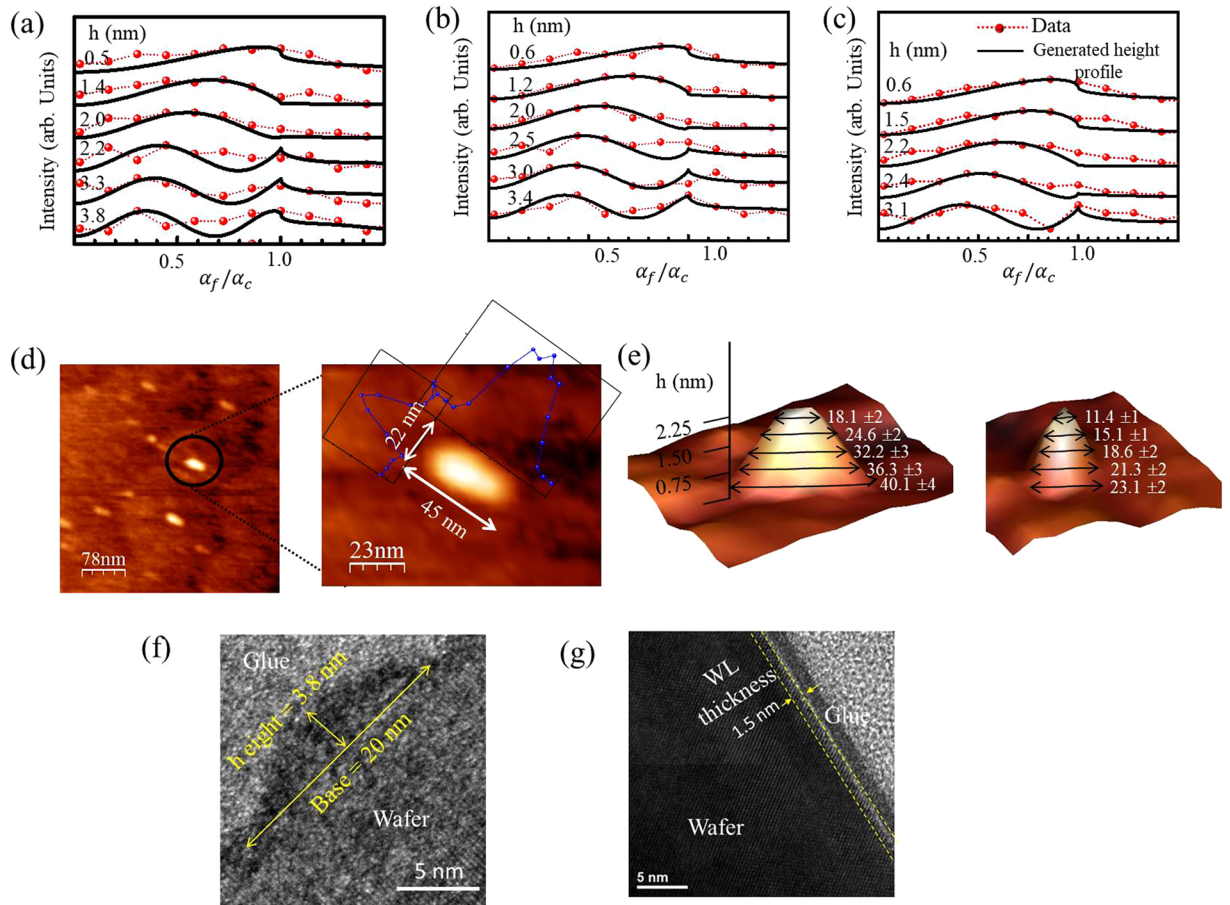 (a)
h (nm)
0.5
1.4
2.0
2.2
3.3
3.8
Intensity (arb. Units)
0.5 1.0
α_f/α_c
(b)
h (nm)
0.6
1.2
2.0
2.5
3.0
3.4
Intensity (arb. Units)
0.5 1.0
α_f/α_c
(c)
Data
Generated height
profile
h (nm)
0.6
1.5
2.2
2.4
3.1
Intensity (arb. Units)
0.5 1.0
α_f/α_c
(d)
78nm
22 nm
45 nm
23nm
(e)
h (nm)
2.25
1.50
0.75
18.1 ±2
24.6 ±2
32.2 ±3
36.3 ±3
40.1 ±4
11.4 ±1
15.1 ±1
18.6 ±2
21.3 ±2
23.1 ±2
(f)
Glue
h eight = 3.8 nm
Base = 20 nm
Wafer
5 nm
(g)
WL
thickness
1.5 nm
Glue
Wafer
5 nm